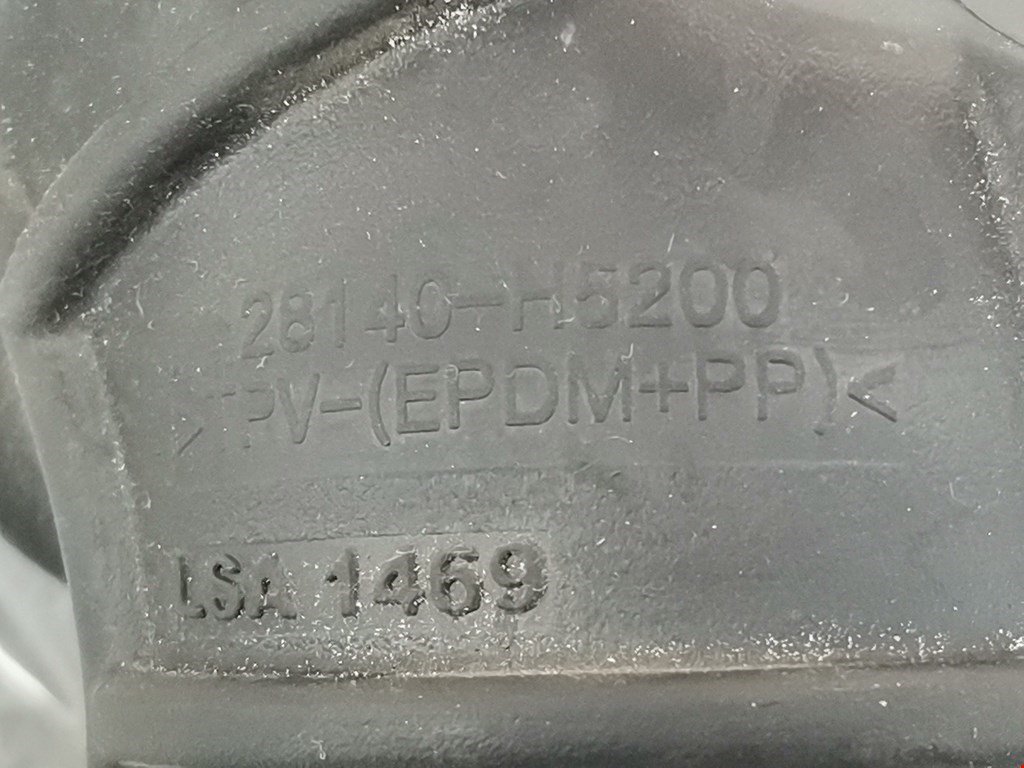 28140-H5200
>TPV-(EPDM+PP)<
LSA 1469